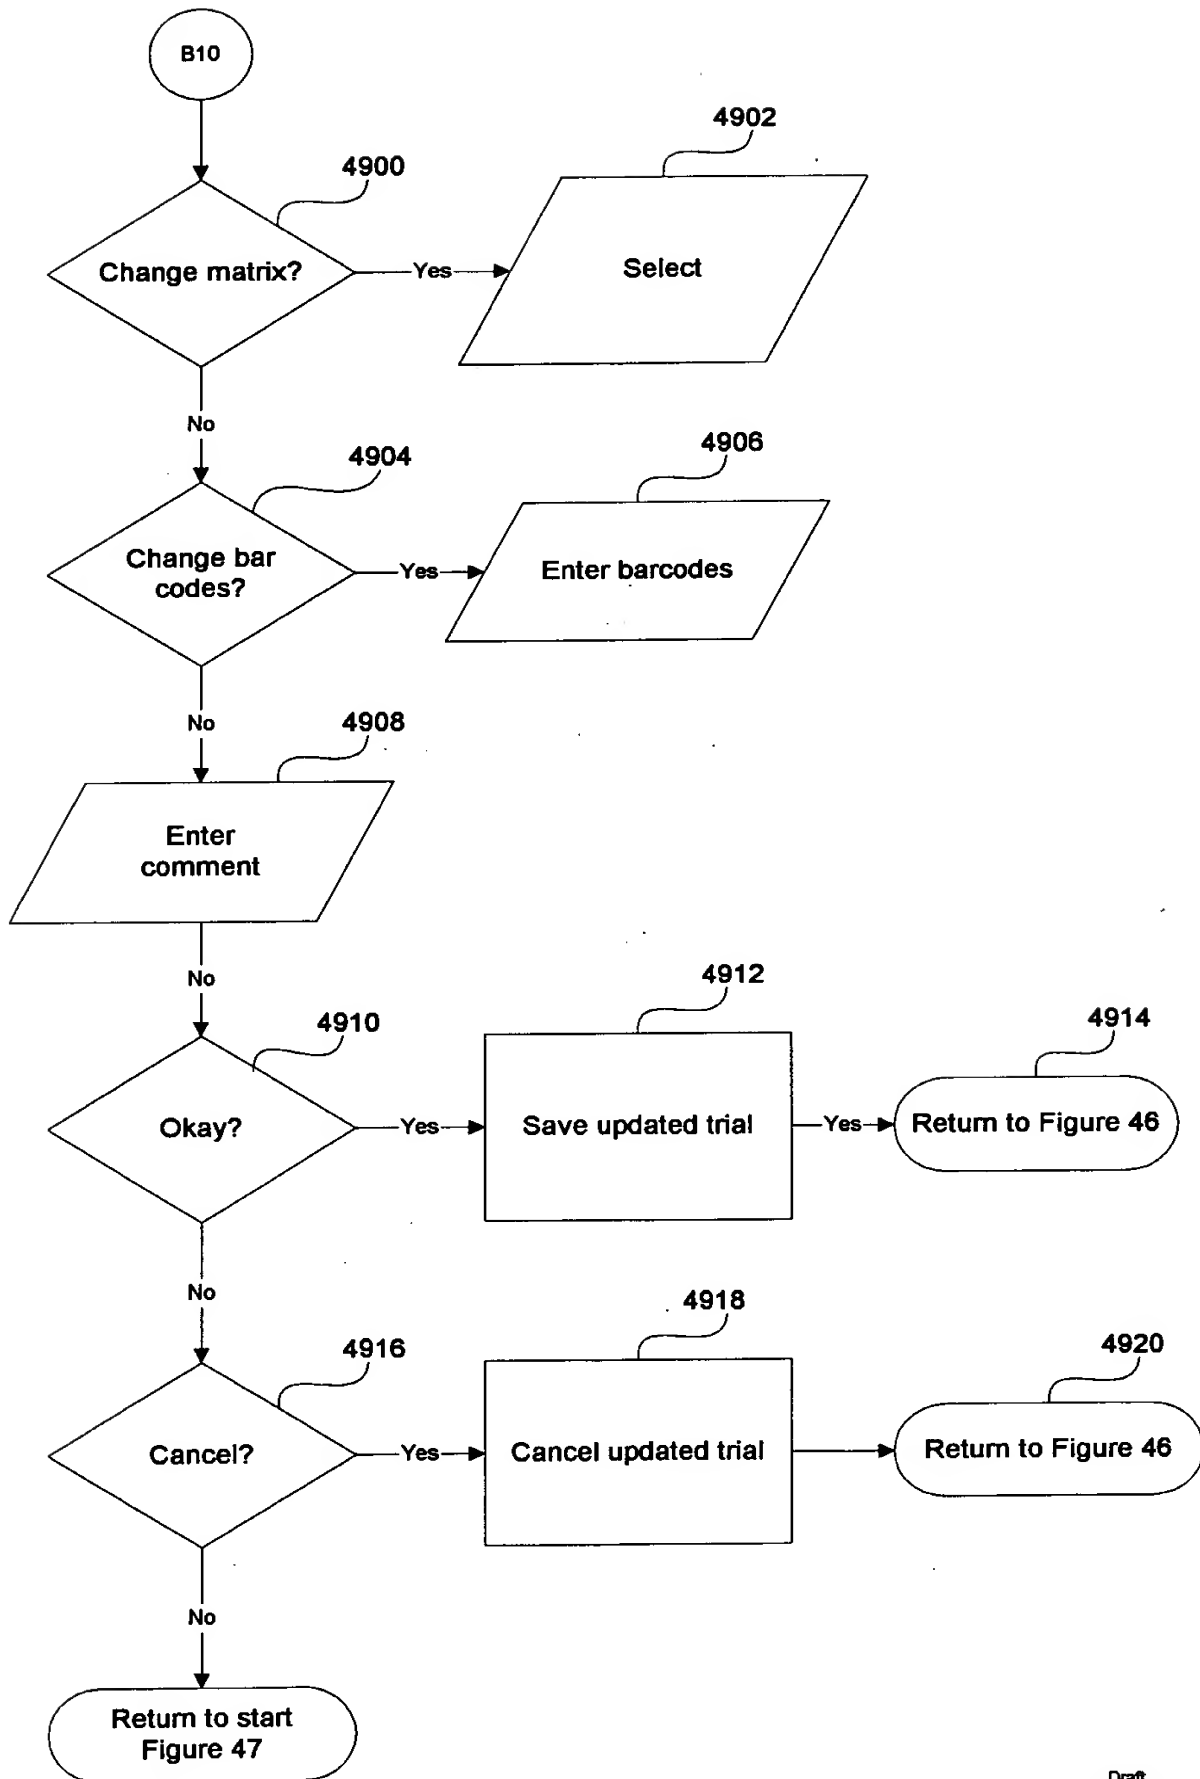 B10
4900
4902
Change matrix?
Yes
Select
No
4904
4906
Change bar
codes?
Yes
Enter barcodes
No
4908
Enter
comment
No
4910
4912
4914
Okay?
Yes
Save updated trial
Yes
Return to Figure 46
No
4916
4918
4920
Cancel?
Yes
Cancel updated trial
Return to Figure 46
No
Return to start
Figure 47
Draft